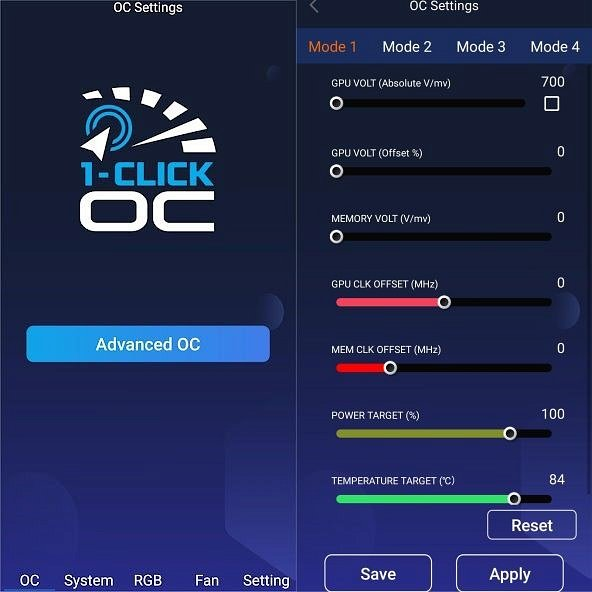 OC Settings
1-CLICK
OC
Advanced OC
OC System RGB Fan Setting
OC Settings
Mode 1 Mode 2 Mode 3 Mode 4
GPU VOLT (Absolute V/mv) 700
GPU VOLT (Offset %) 0
MEMORY VOLT (V/mv) 0
GPU CLK OFFSET (MHz) 0
MEM CLK OFFSET (MHz) 0
POWER TARGET (%) 100
TEMPERATURE TARGET (℃) 84
Reset
Save Apply